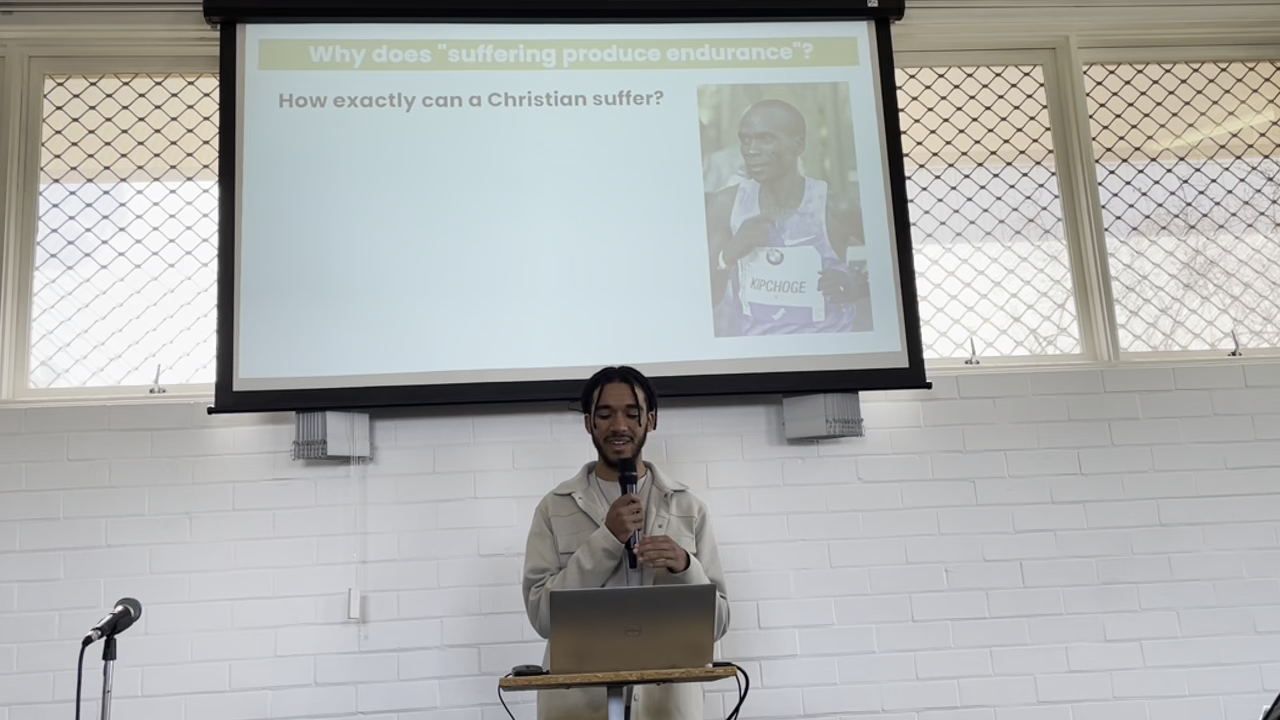 Why does "suffering produce endurance"?
How exactly can a Christian suffer?
KIPCHOGE